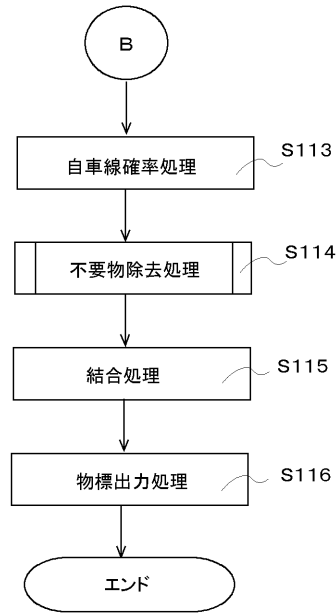 B
自車線確率処理
S113
不要物除去処理
S114
結合処理
S115
物標出力処理
S116
エンド